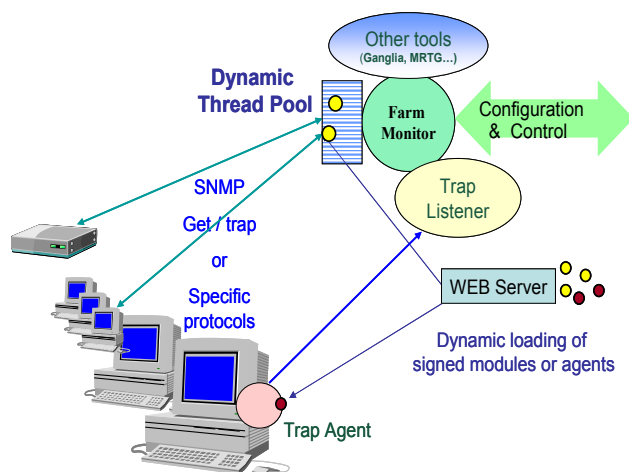 Other tools
(Ganglia, MRTG…)
Dynamic
Thread Pool
Farm
Monitor
Configuration
& Control
Trap
Listener
SNMP
Get / trap
or
Specific
protocols
WEB Server
Dynamic loading of
signed modules or agents
Trap Agent